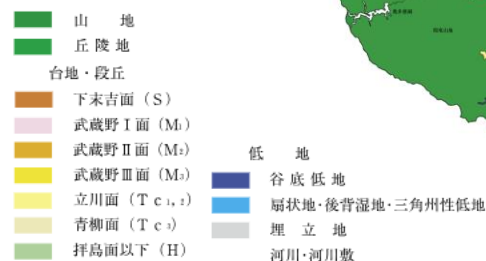 山　地
丘陵地
台地・段丘
下末吉面（S）
武蔵野Ⅰ面（M₁）
武蔵野Ⅱ面（M₂）
武蔵野Ⅲ面（M₃）
立川面（Tc₁,₂）
青柳面（Tc₃）
拝島面以下（H）
低　地
谷底低地
扇状地・後背湿地・三角州性低地
埋立地
河川・河川敷